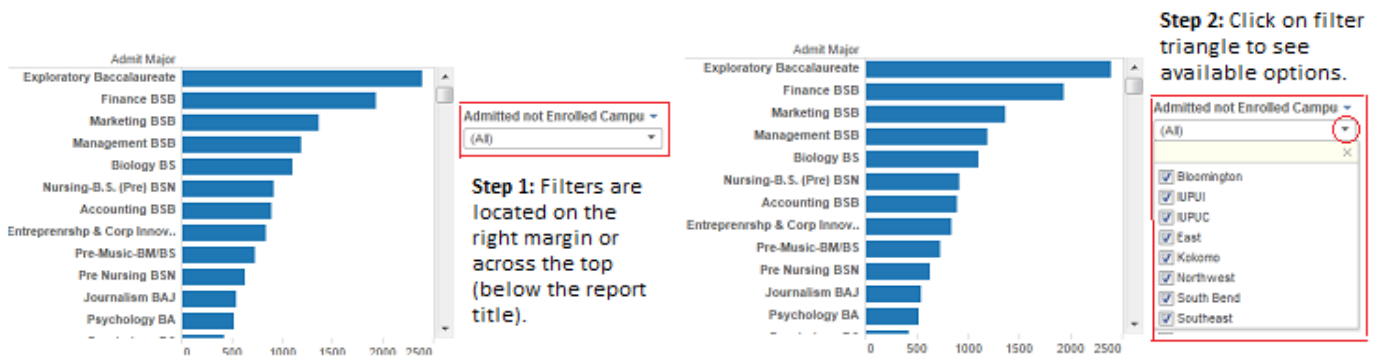 Admit Major
Exploratory Baccalaureate
Finance BSB
Marketing BSB
Management BSB
Biology BS
Nursing-B.S. (Pre) BSN
Accounting BSB
Entreprenrshp & Corp Innov..
Pre-Music-BM/BS
Pre Nursing BSN
Journalism BAJ
Psychology BA
0 500 1000 1500 2000 2500
Admitted not Enrolled Campu
(All)
Step 1: Filters are
located on the
right margin or
across the top
(below the report
title).
Admit Major
Exploratory Baccalaureate
Finance BSB
Marketing BSB
Management BSB
Biology BS
Nursing-B.S. (Pre) BSN
Accounting BSB
Entreprenrshp & Corp Innov..
Pre-Music-BM/BS
Pre Nursing BSN
Journalism BAJ
Psychology BA
0 500 1000 1500 2000 2500
Step 2: Click on filter
triangle to see
available options.
Admitted not Enrolled Campu
(All)
Bloomington
IUPUI
IUPUC
East
Kokomo
Northwest
South Bend
Southeast